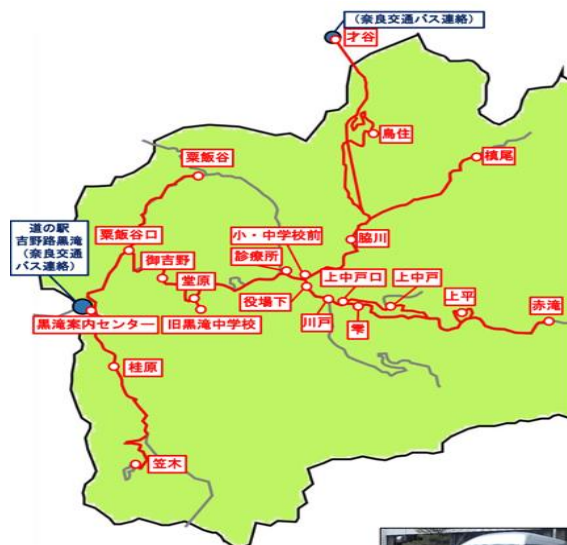 （奈良交通バス連絡）
才谷
鳥住
槙尾
粟飯谷
道の駅
吉野路黒滝
（奈良交通
バス連絡）
粟飯谷口
小・中学校前
脇川
御吉野
診療所
堂原
上中戸口
上中戸
上平
赤滝
役場下
川戸
雫
黒滝案内センター
旧黒滝中学校
桂原
笠木